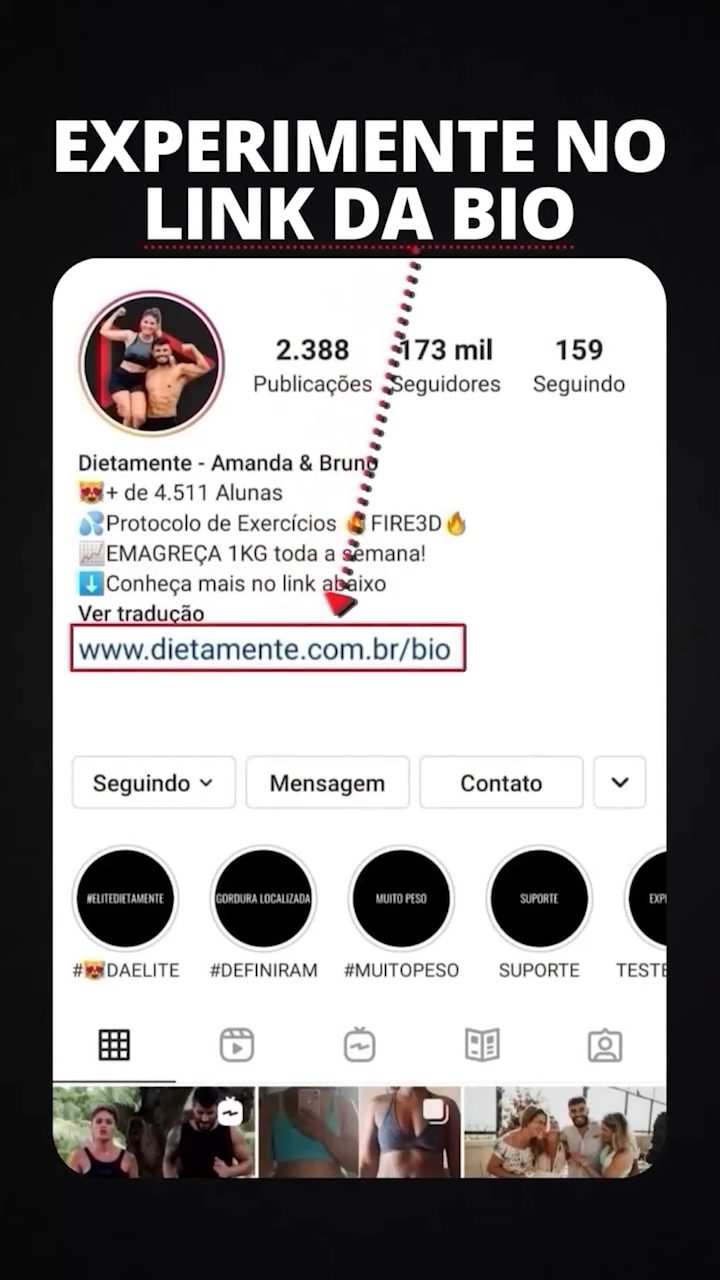 EXPERIMENTE NO
LINK DA BIO
2.388 173 mil 159
Publicações Seguidores Seguindo
Dietamente - Amanda & Bruno
😻+ de 4.511 Alunas
💦Protocolo de Exercícios 🔥FIRE3D🔥
📈EMAGREÇA 1KG toda a semana!
⬇️Conheça mais no link abaixo
Ver tradução
www.dietamente.com.br/bio
Seguindo Mensagem Contato
#ELITEDIETAMENTE GORDURA LOCALIZADA MUITO PESO SUPORTE EXP
#😻DAELITE #DEFINIRAM #MUITOPESO SUPORTE TESTE